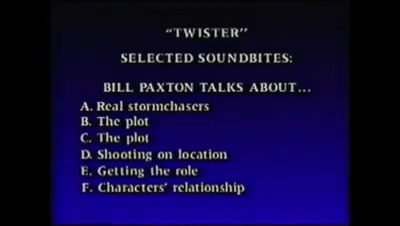 “TWISTER”
SELECTED SOUNDBITES:
BILL PAXTON TALKS ABOUT...
A. Real stormchasers
B. The plot
C. The plot
D. Shooting on location
E. Getting the role
F. Characters’ relationship